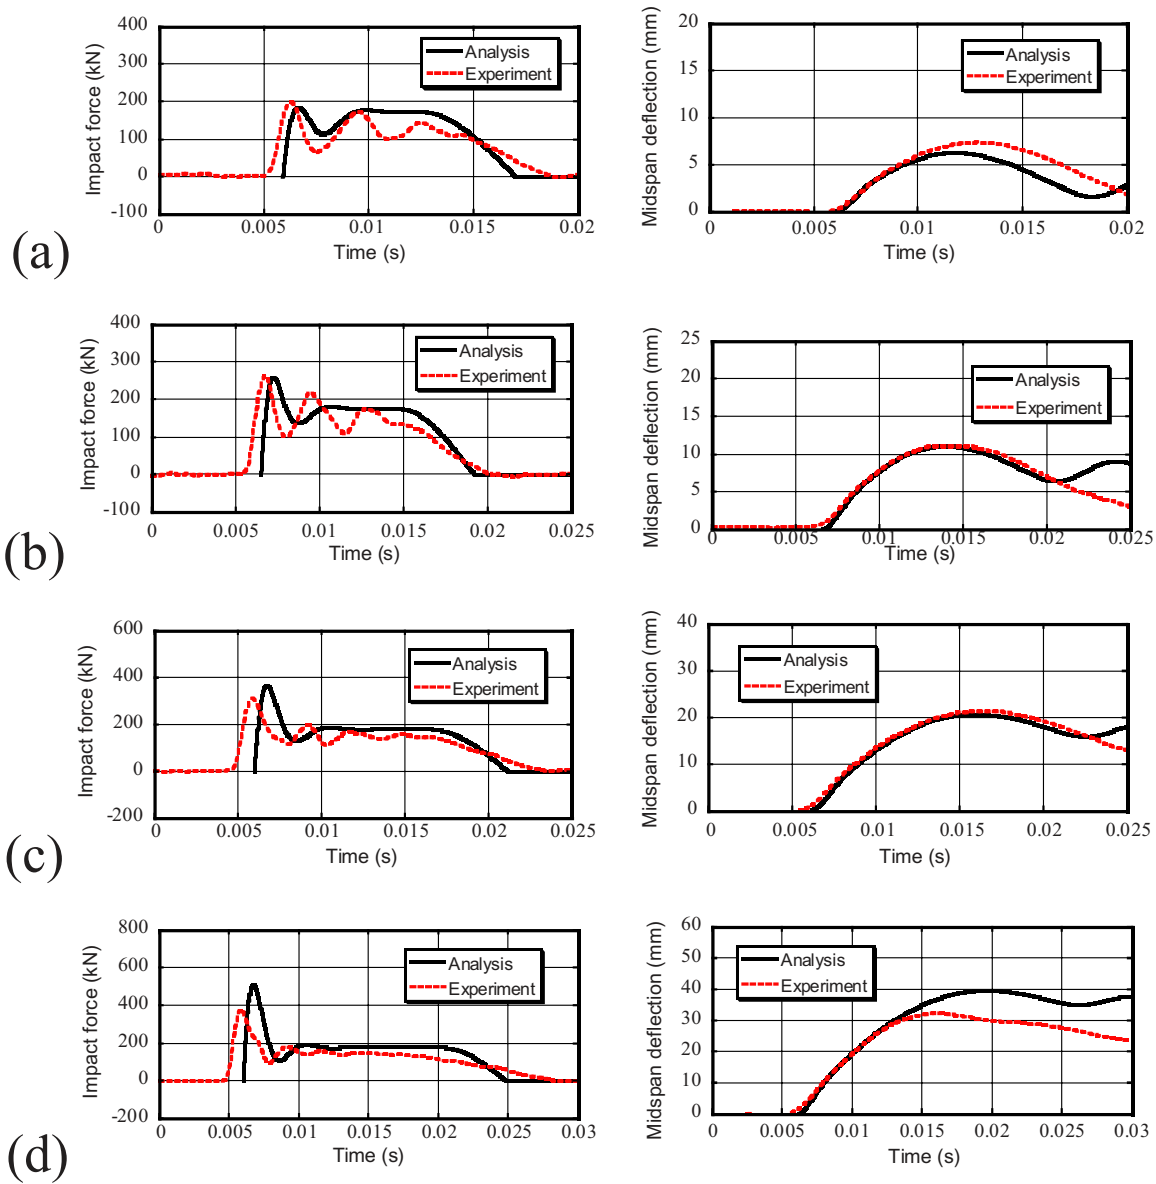 400
300
200
100
0
-100
Impact force (kN)
Analysis
Experiment
0
0.005
0.01
0.015
0.02
Time (s)
20
15
10
5
0
Midspan deflection (mm)
Analysis
Experiment
0
0.005
0.01
0.015
0.02
Time (s)
(a)
400
300
200
100
0
-100
Impact force (kN)
Analysis
Experiment
0
0.005
0.01
0.015
0.02
0.025
Time (s)
25
20
15
10
5
0
Midspan deflection (mm)
Analysis
Experiment
0
0.005
0.01
0.015
0.02
0.025
Time (s)
(b)
600
400
200
0
-200
Impact force (kN)
Analysis
Experiment
0
0.005
0.01
0.015
0.02
0.025
Time (s)
40
30
20
10
0
Midspan deflection (mm)
Analysis
Experiment
0
0.005
0.01
0.015
0.02
0.025
Time (s)
(c)
800
600
400
200
0
-200
Impact force (kN)
Analysis
Experiment
0
0.005
0.01
0.015
0.02
0.025
0.03
Time (s)
60
50
40
30
20
10
0
Midspan deflection (mm)
Analysis
Experiment
0
0.005
0.01
0.015
0.02
0.025
0.03
Time (s)
(d)